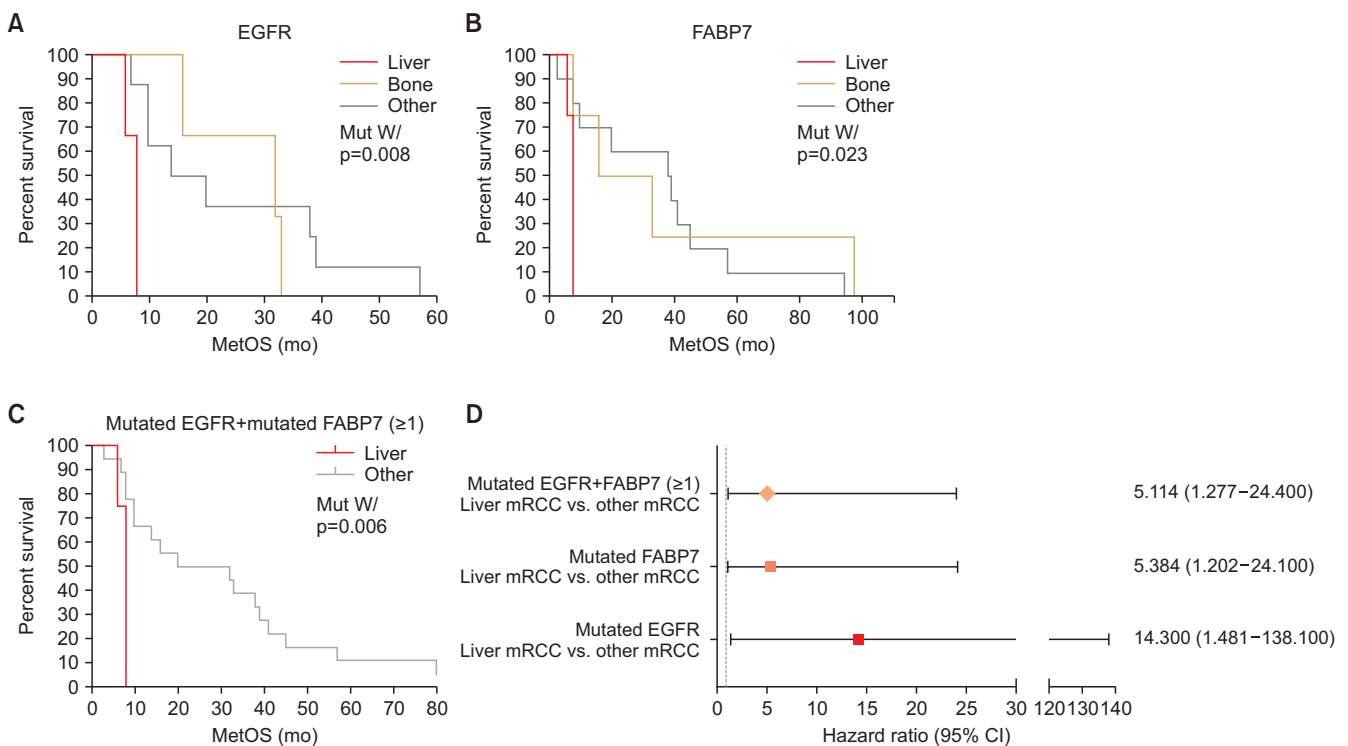 A
EGFR
100
90
80
70
60
50
40
30
20
10
0
Percent survival
0 10 20 30 40 50 60
MetOS (mo)
Liver
Bone
Other
Mut W/
p=0.008
B
FABP7
100
90
80
70
60
50
40
30
20
10
0
Percent survival
0 20 40 60 80 100
MetOS (mo)
Liver
Bone
Other
Mut W/
p=0.023
C
Mutated EGFR+mutated FABP7 (≥1)
100
90
80
70
60
50
40
30
20
10
0
Percent survival
0 10 20 30 40 50 60 70 80
MetOS (mo)
Liver
Other
Mut W/
p=0.006
D
Mutated EGFR+FABP7 (≥1)
Liver mRCC vs. other mRCC
5.114 (1.277−24.400)
Mutated FABP7
Liver mRCC vs. other mRCC
5.384 (1.202−24.100)
Mutated EGFR
Liver mRCC vs. other mRCC
14.300 (1.481−138.100)
0 5 10 15 20 25 30 120 130 140
Hazard ratio (95% CI)